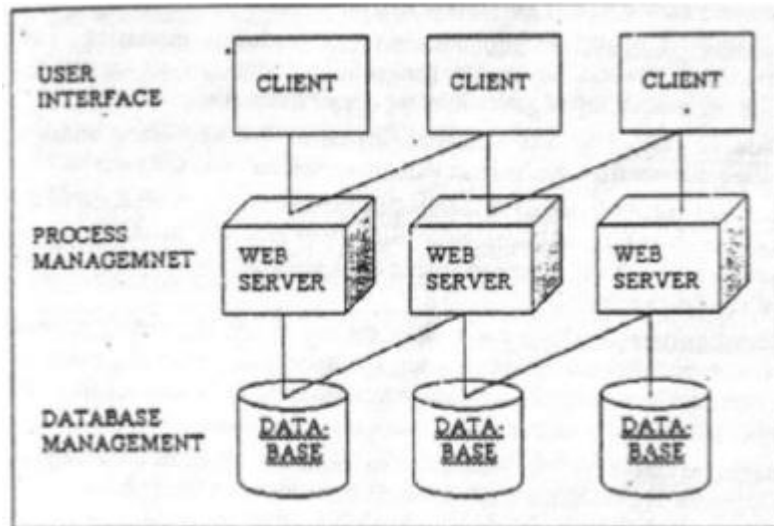 USER
INTERFACE
CLIENT
CLIENT
CLIENT
PROCESS
MANAGEMNET
WEB
SERVER
WEB
SERVER
WEB
SERVER
DATABASE
MANAGEMENT
DATA-
BASE
DATA-
BASE
DATA-
BASE